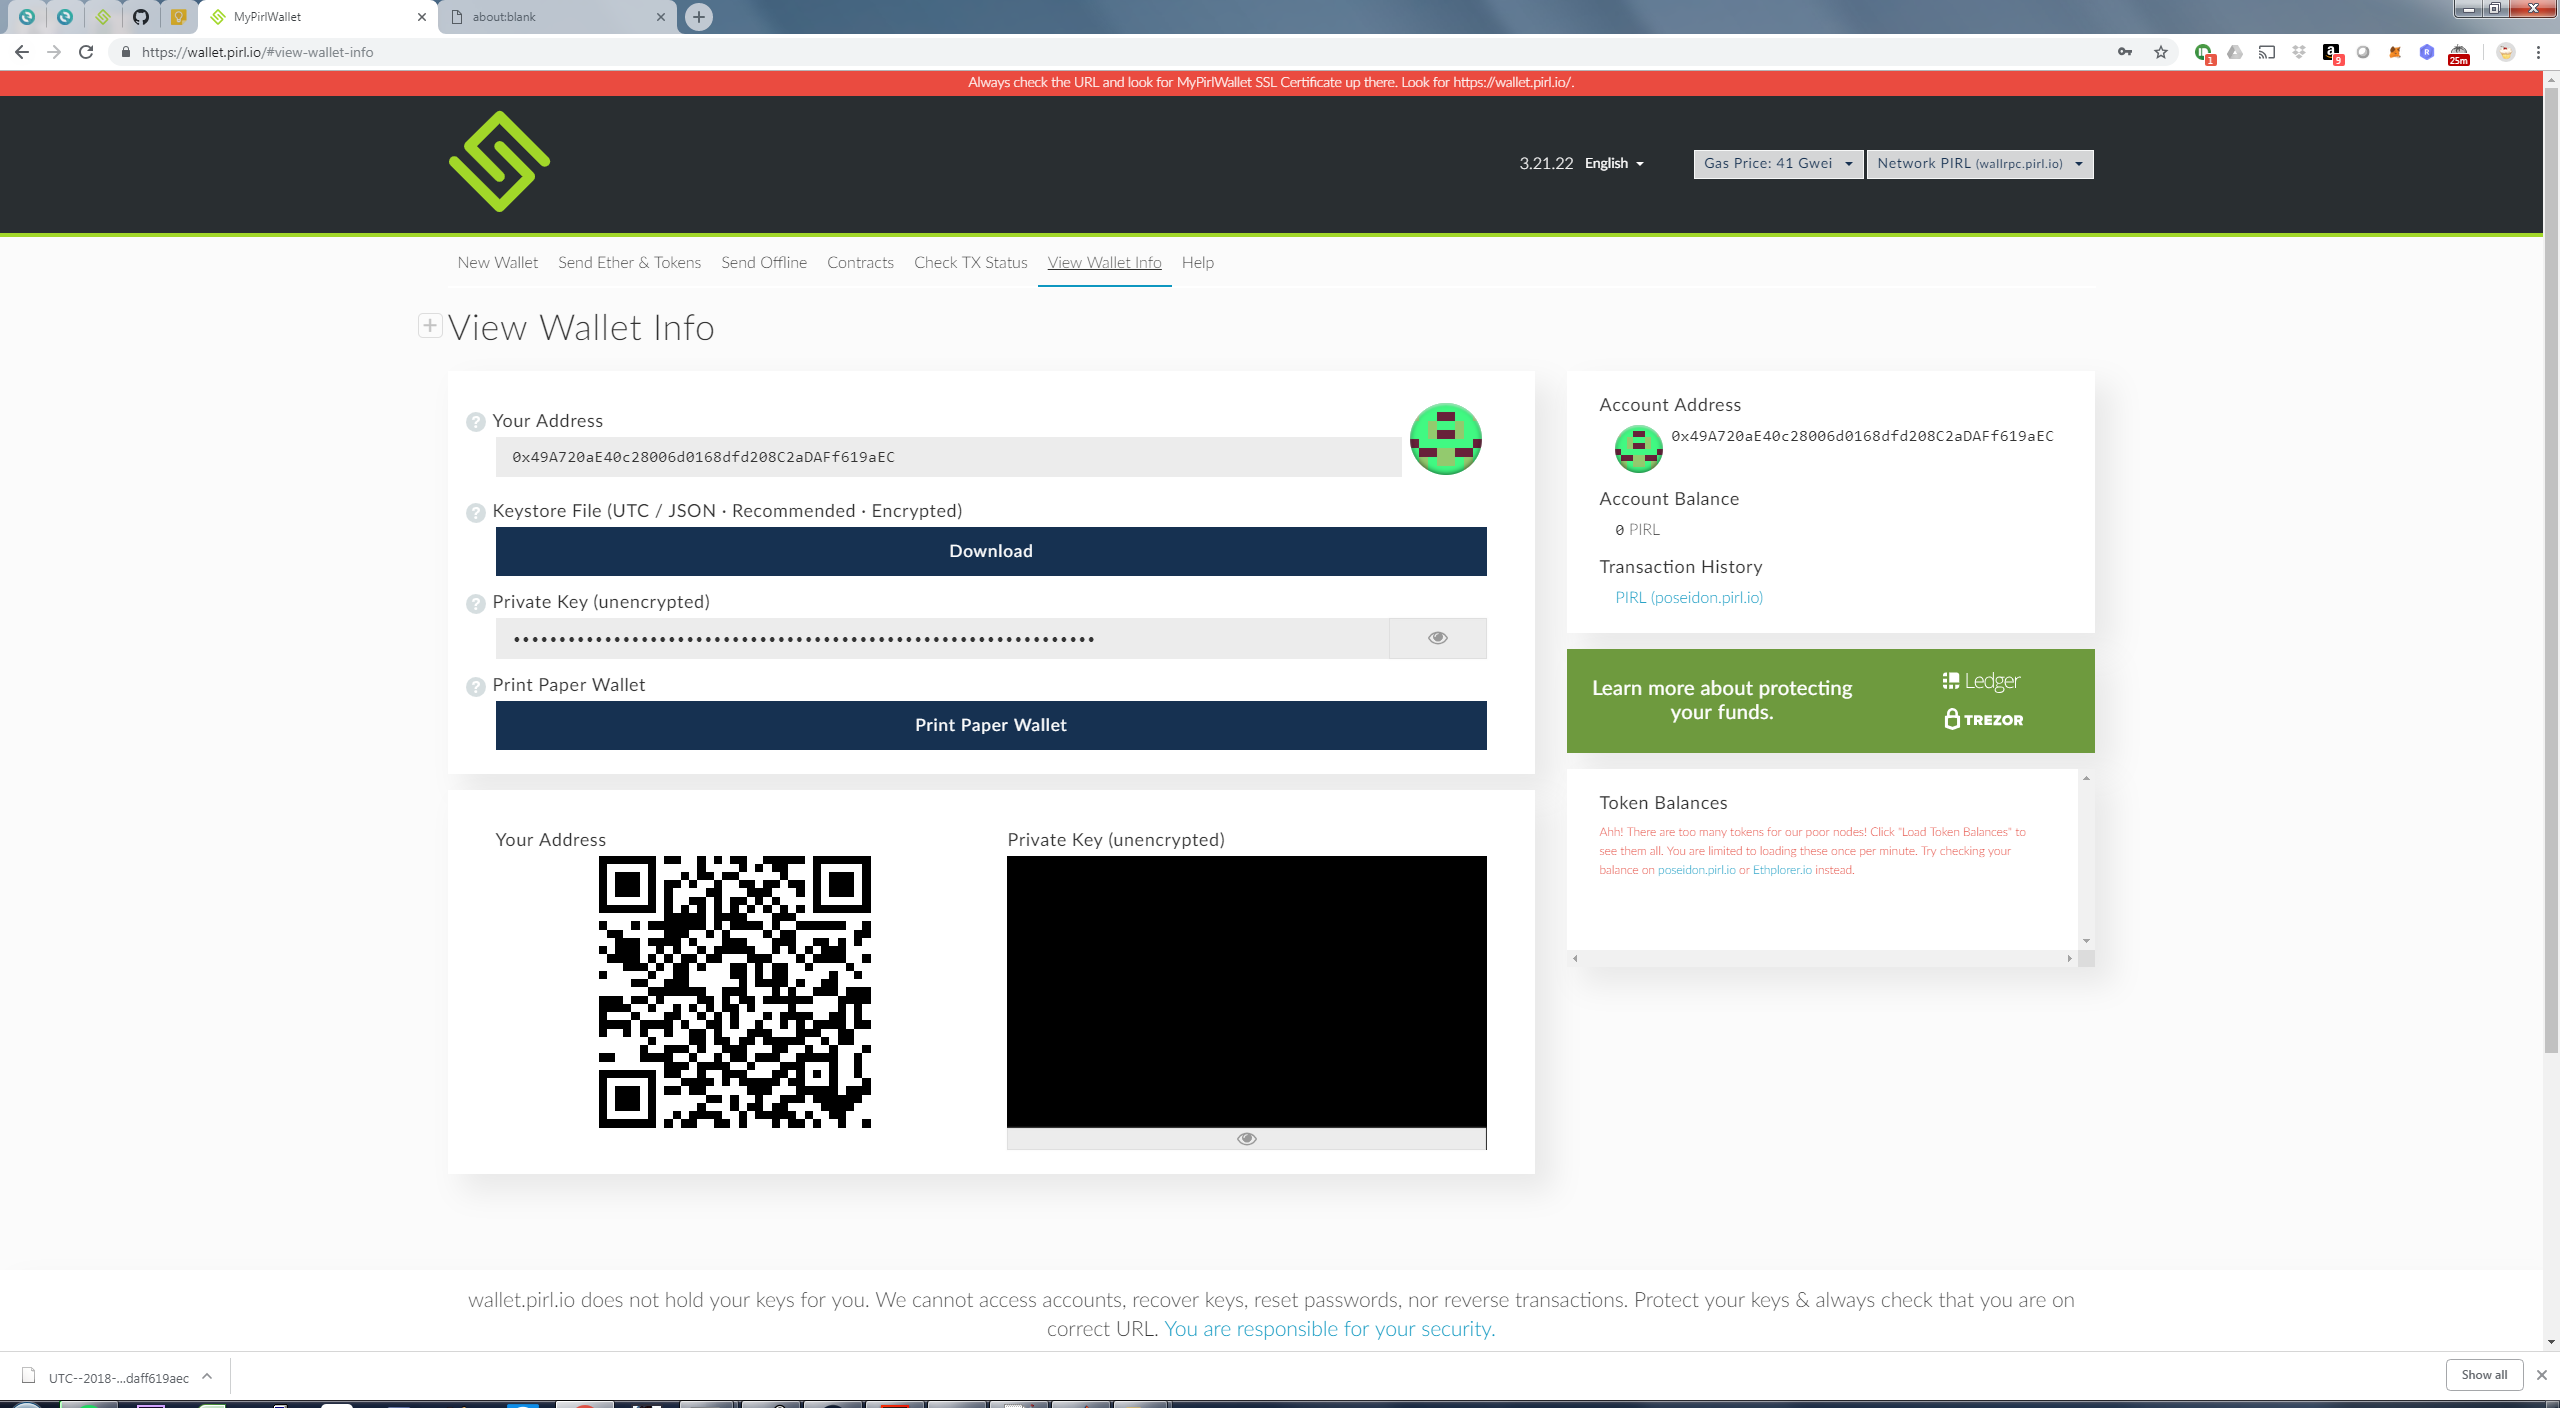 MyPirlWallet
about:blank
https://wallet.pirl.io/#view-wallet-info
1
9
25m
Always check the URL and look for MyPirlWallet SSL Certificate up there. Look for https://wallet.pirl.io/.
3.21.22 English
Gas Price: 41 Gwei
Network PIRL (wallrpc.pirl.io)
New Wallet Send Ether & Tokens Send Offline Contracts Check TX Status View Wallet Info Help
View Wallet Info
Your Address
0x49A720aE40c28006d0168dfd208C2aDAFf619aEC
Keystore File (UTC / JSON · Recommended · Encrypted)
Download
Private Key (unencrypted)
Print Paper Wallet
Print Paper Wallet
Your Address
Private Key (unencrypted)
Account Address
0x49A720aE40c28006d0168dfd208C2aDAFf619aEC
Account Balance
0 PIRL
Transaction History
PIRL (poseidon.pirl.io)
Learn more about protecting
your funds.
Ledger
TREZOR
Token Balances
Ahh! There are too many tokens for our poor nodes! Click "Load Token Balances" to
see them all. You are limited to loading these once per minute. Try checking your
balance on poseidon.pirl.io or Ethplorer.io instead.
wallet.pirl.io does not hold your keys for you. We cannot access accounts, recover keys, reset passwords, nor reverse transactions. Protect your keys & always check that you are on
correct URL. You are responsible for your security.
UTC--2018-...daff619aec
Show all